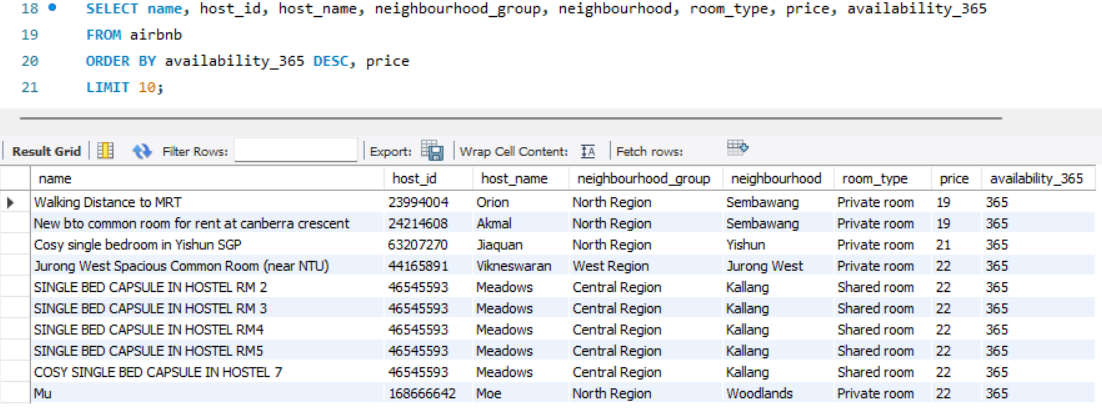 18 SELECT name, host_id, host_name, neighbourhood_group, neighbourhood, room_type, price, availability_365
19 FROM airbnb
20 ORDER BY availability_365 DESC, price
21 LIMIT 10;
Result Grid Filter Rows: Export: Wrap Cell Content: IA Fetch rows:
name host_id host_name neighbourhood_group neighbourhood room_type price availability_365
Walking Distance to MRT 23994004 Orion North Region Sembawang Private room 19 365
New bto common room for rent at canberra crescent 24214608 Akmal North Region Sembawang Private room 19 365
Cosy single bedroom in Yishun SGP 63207270 Jiaquan North Region Yishun Private room 21 365
Jurong West Spacious Common Room (near NTU) 44165891 Vikneswaran West Region Jurong West Private room 22 365
SINGLE BED CAPSULE IN HOSTEL RM 2 46545593 Meadows Central Region Kallang Shared room 22 365
SINGLE BED CAPSULE IN HOSTEL RM 3 46545593 Meadows Central Region Kallang Shared room 22 365
SINGLE BED CAPSULE IN HOSTEL RM4 46545593 Meadows Central Region Kallang Shared room 22 365
SINGLE BED CAPSULE IN HOSTEL RM5 46545593 Meadows Central Region Kallang Shared room 22 365
COSY SINGLE BED CAPSULE IN HOSTEL 7 46545593 Meadows Central Region Kallang Shared room 22 365
Mu 168666642 Moe North Region Woodlands Private room 22 365